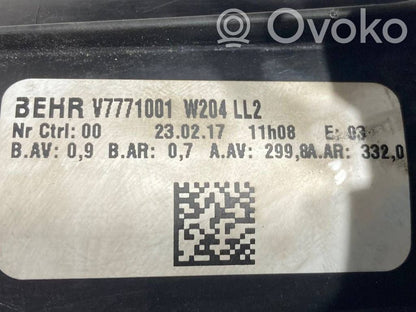 Ovoko
BEHR V7771001 W204 LL2
Nr Ctrl: 00 23.02.17 11h08 E: 03
B.AV: 0,9 B.AR: 0,7 A.AV: 299,8A.AR: 332,0